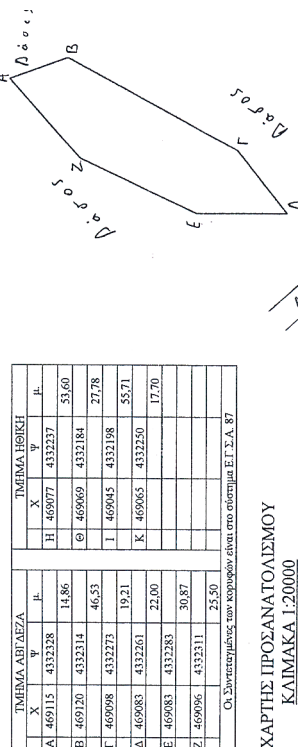 Α
Δάσος
Β
Ζ
Δάσος
Δάσος
Γ
Ε
Δ
ΤΜΗΜΑ ΑΒΓΔΕΖΑ ΤΜΗΜΑ ΗΘΙΚΗ
Χ Ψ μ. Χ Ψ μ.
Α 469115 4332328 Η 469077 4332237
14,86 53,60
Β 469120 4332314 Θ 469069 4332184
46,53 27,78
Γ 469098 4332273 Ι 469045 4332198
19,21 55,71
Δ 469083 4332261 Κ 469065 4332250
22,00 17.70
Ε 469083 4332283
30,87
Ζ 469096 4332311
25,50
Οι Συντεταγμένες των κορυφών είναι στο σύστημα Ε.Γ.Σ.Α. 87
ΧΑΡΤΗΣ ΠΡΟΣΑΝΑΤΟΛΙΣΜΟΥ
ΚΛΙΜΑΚΑ 1:20000